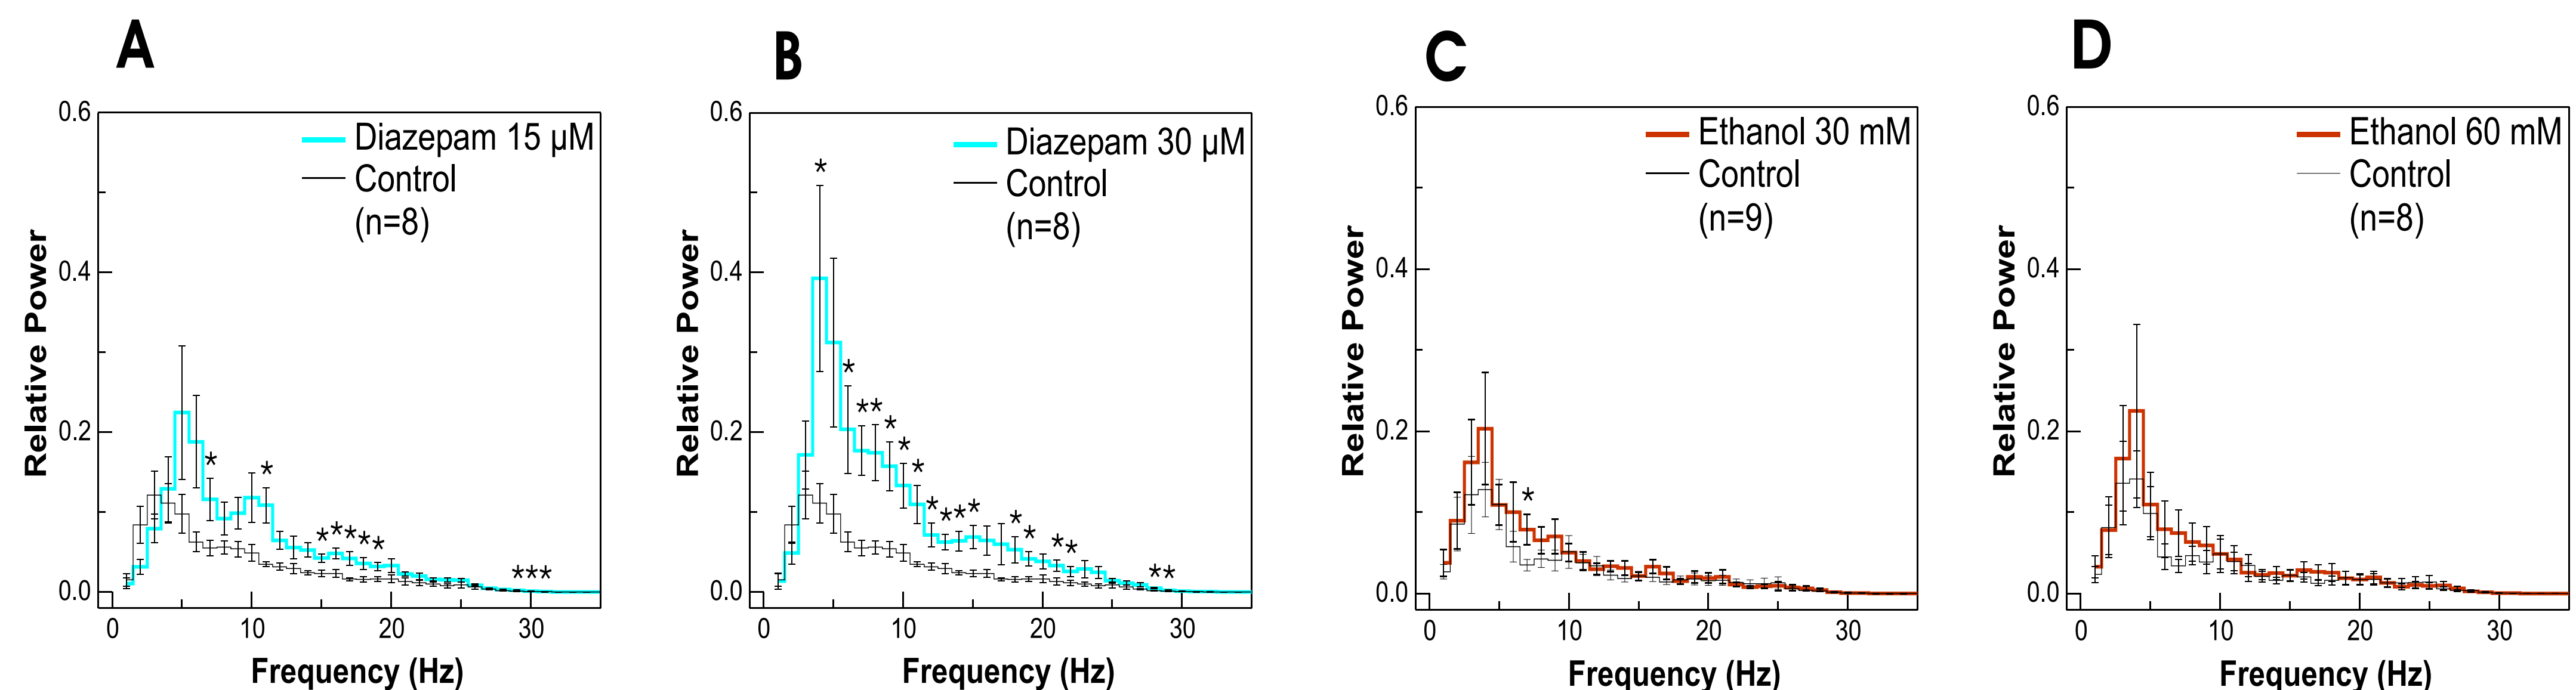 A
0.6
0.4
0.2
0.0
Relative Power
Diazepam 15 µM
Control
(n=8)
*
*
* * * * *
***
0 10 20 30
Frequency (Hz)
B
0.6
0.4
0.2
0.0
Relative Power
Diazepam 30 µM
Control
(n=8)
*
*
**
*
*
*
*
* * *
*
*
**
**
0 10 20 30
Frequency (Hz)
C
0.6
0.4
0.2
0.0
Relative Power
Ethanol 30 mM
Control
(n=9)
*
0 10 20 30
Frequency (Hz)
D
0.6
0.4
0.2
0.0
Relative Power
Ethanol 60 mM
Control
(n=8)
0 10 20 30
Frequency (Hz)